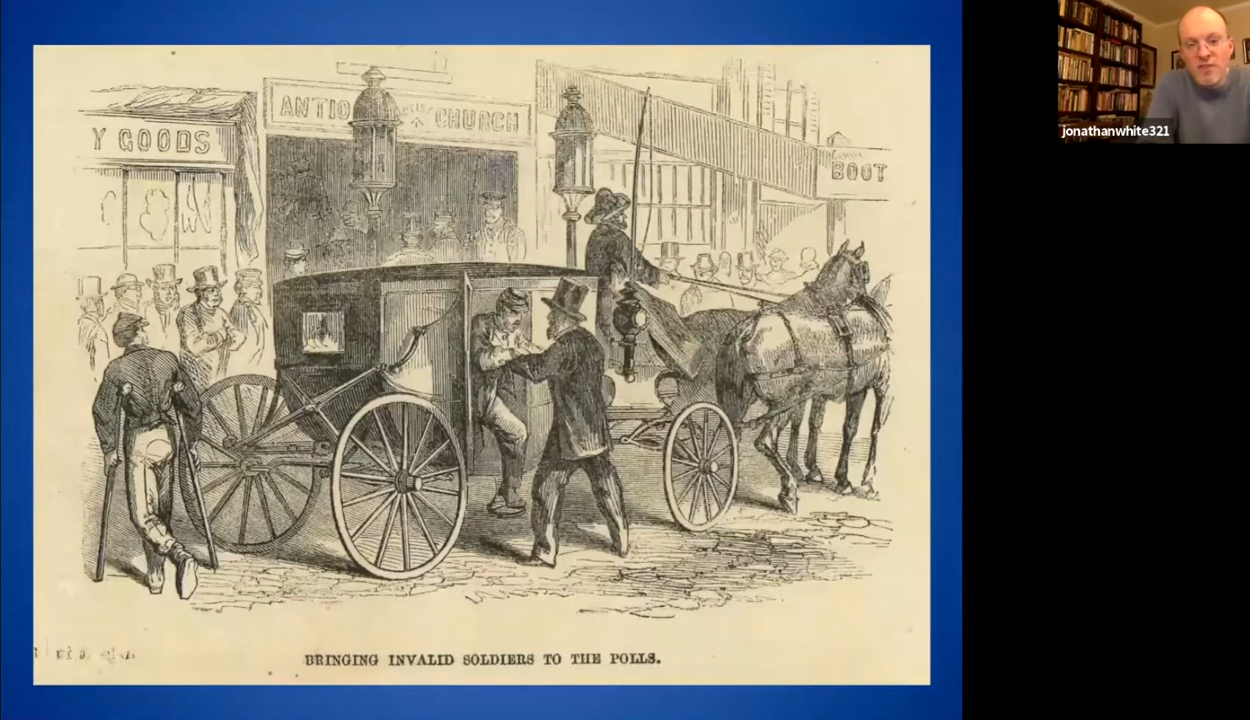 Y GOODS
ANTIO CHURCH
BOOT
BRINGING INVALID SOLDIERS TO THE POLLS.
jonathanwhite321